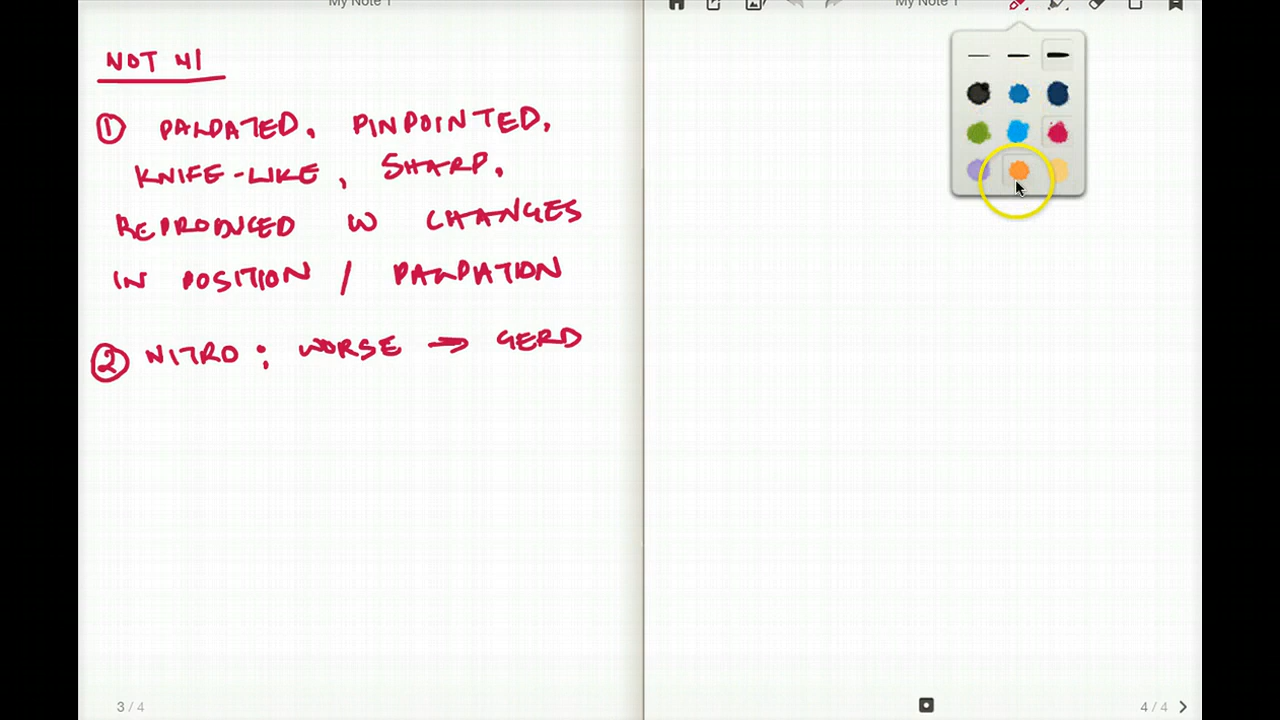 My Note 1
NOT MI
① PALPATED, PINPOINTED,
KNIFE-LIKE, SHARP,
REPRODUCED W CHANGES
IN POSITION / PALPATION
② NITRO: WORSE → GERD
3 / 4
My Note 1
4 / 4